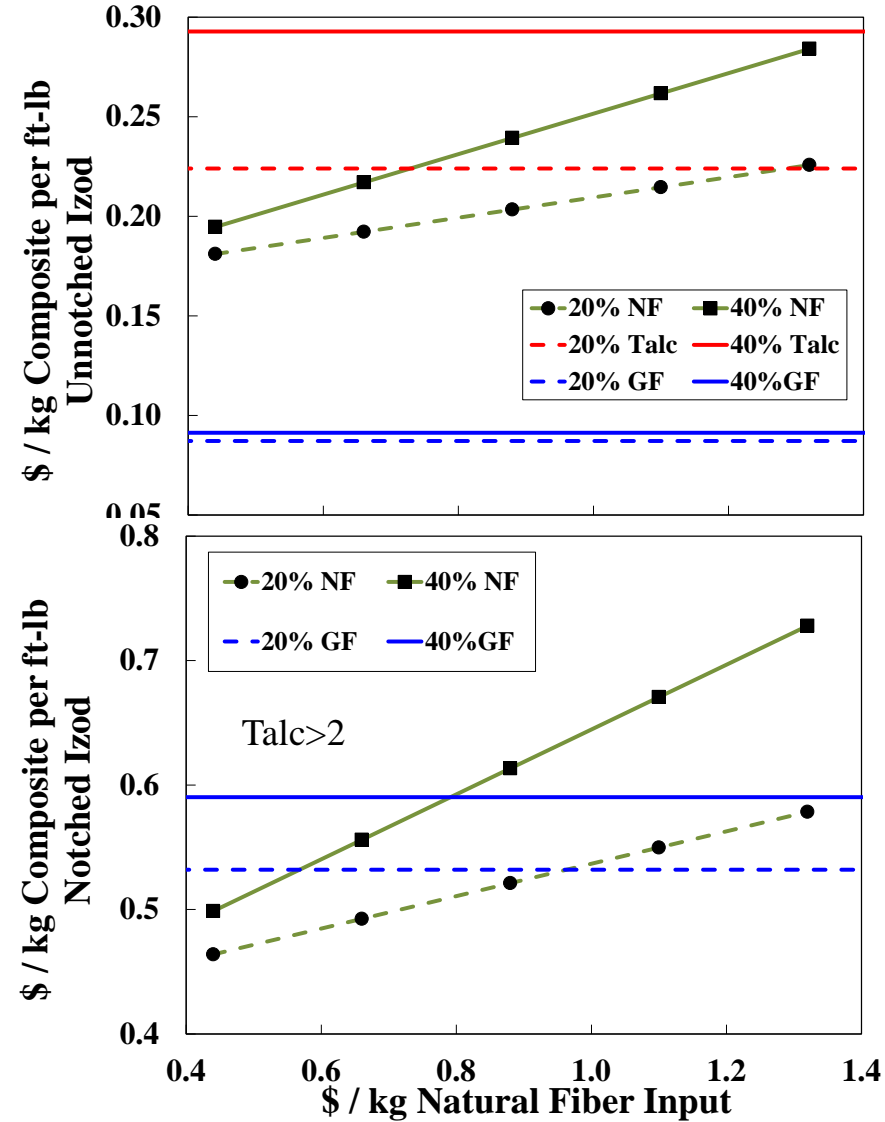 $ / kg Composite per ft-lb
Unnotched Izod
0.30
0.25
0.20
0.15
0.10
0.05
20% NF 40% NF
20% Talc 40% Talc
20% GF 40%GF
$ / kg Composite per ft-lb
Notched Izod
0.8
0.7
0.6
0.5
0.4
20% NF 40% NF
20% GF 40%GF
Talc>2
0.4 0.6 0.8 1.0 1.2 1.4
$ / kg Natural Fiber Input